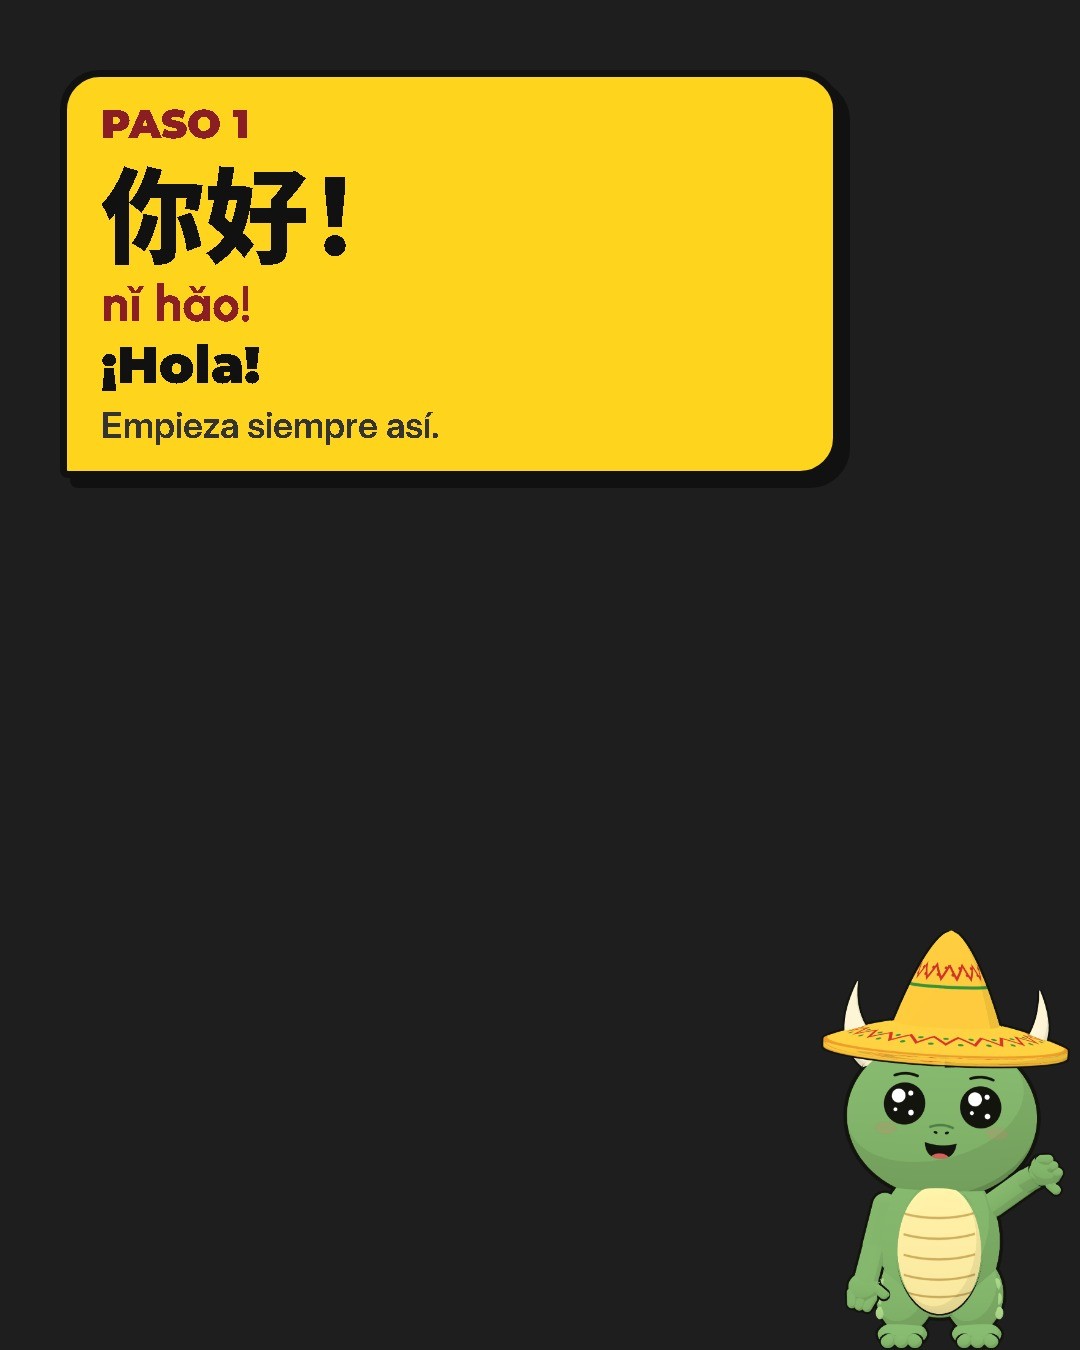 PASO 1
你好！
nǐ hǎo!
¡Hola!
Empieza siempre así.